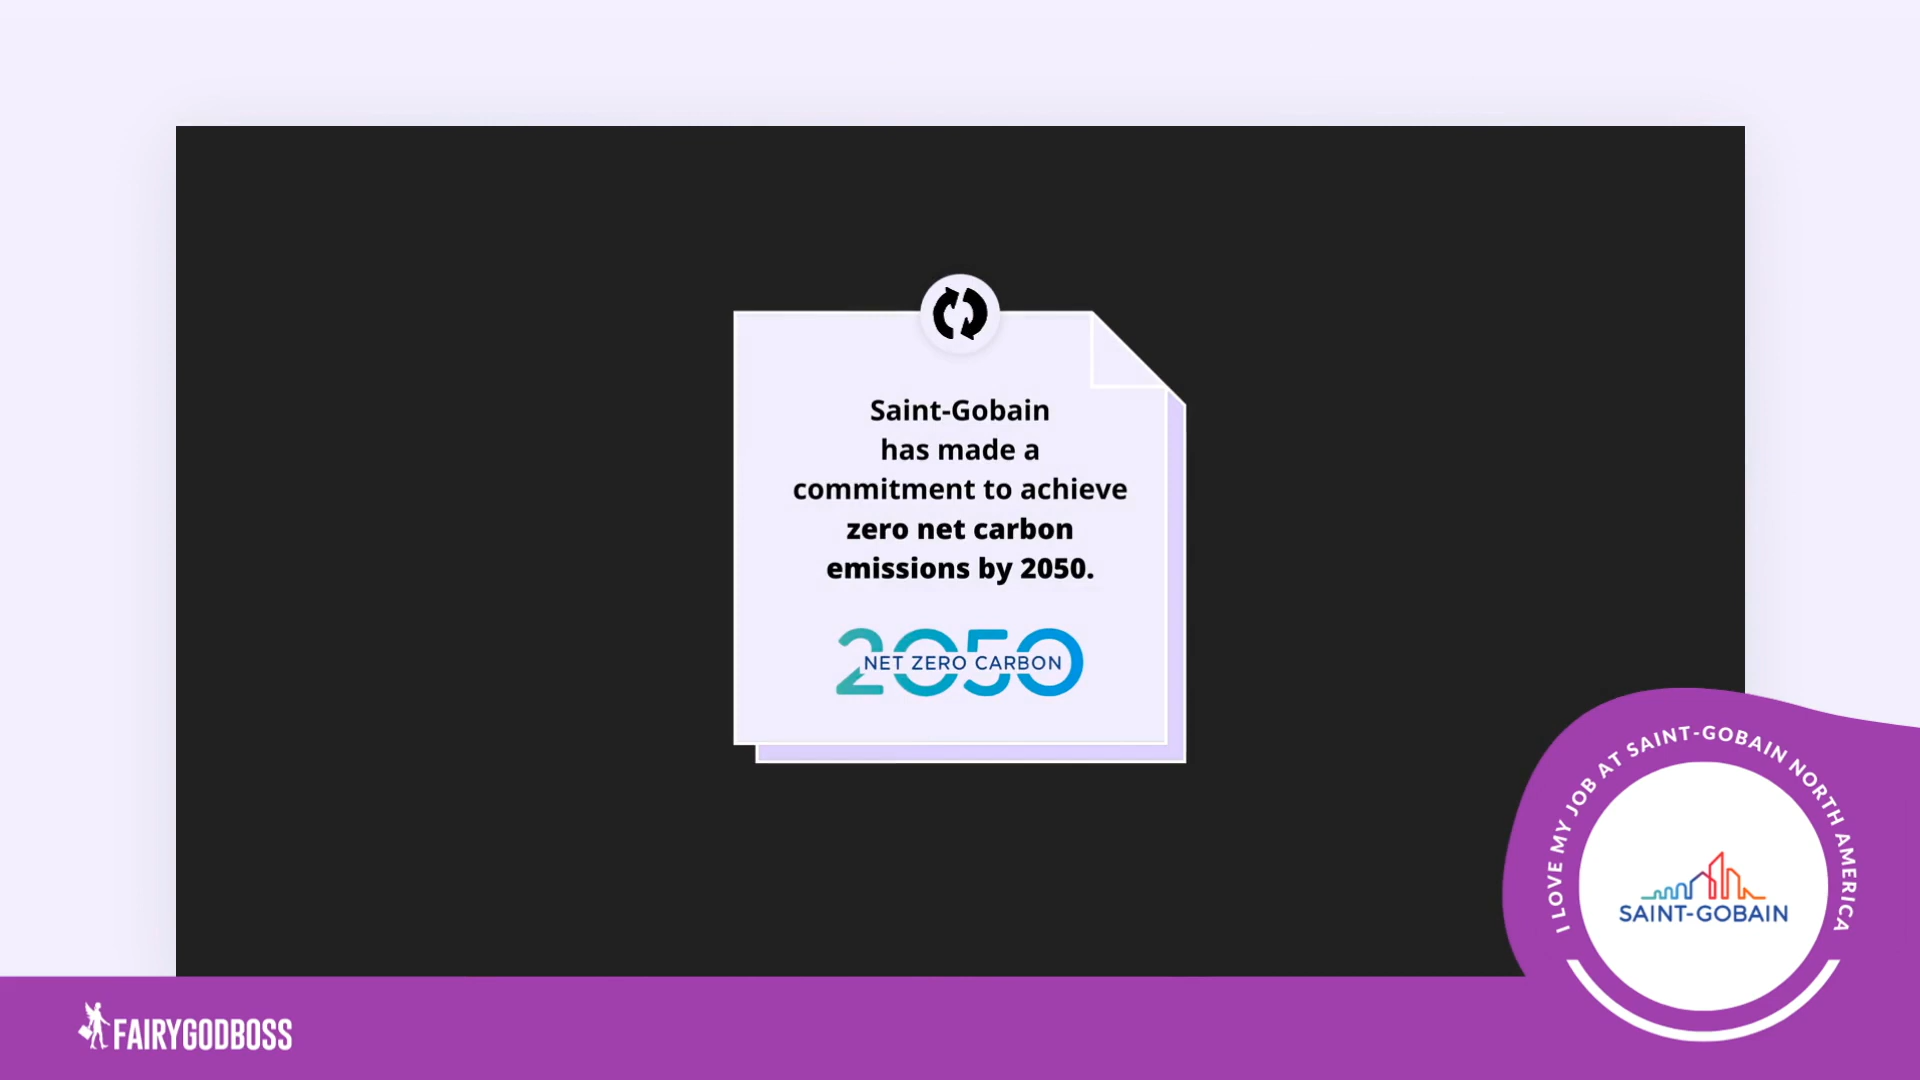 Saint-Gobain
has made a
commitment to achieve
zero net carbon
emissions by 2050.
2050
NET ZERO CARBON
I LOVE MY JOB AT SAINT-GOBAIN NORTH AMERICA
SAINT-GOBAIN
FAIRYGODBOSS